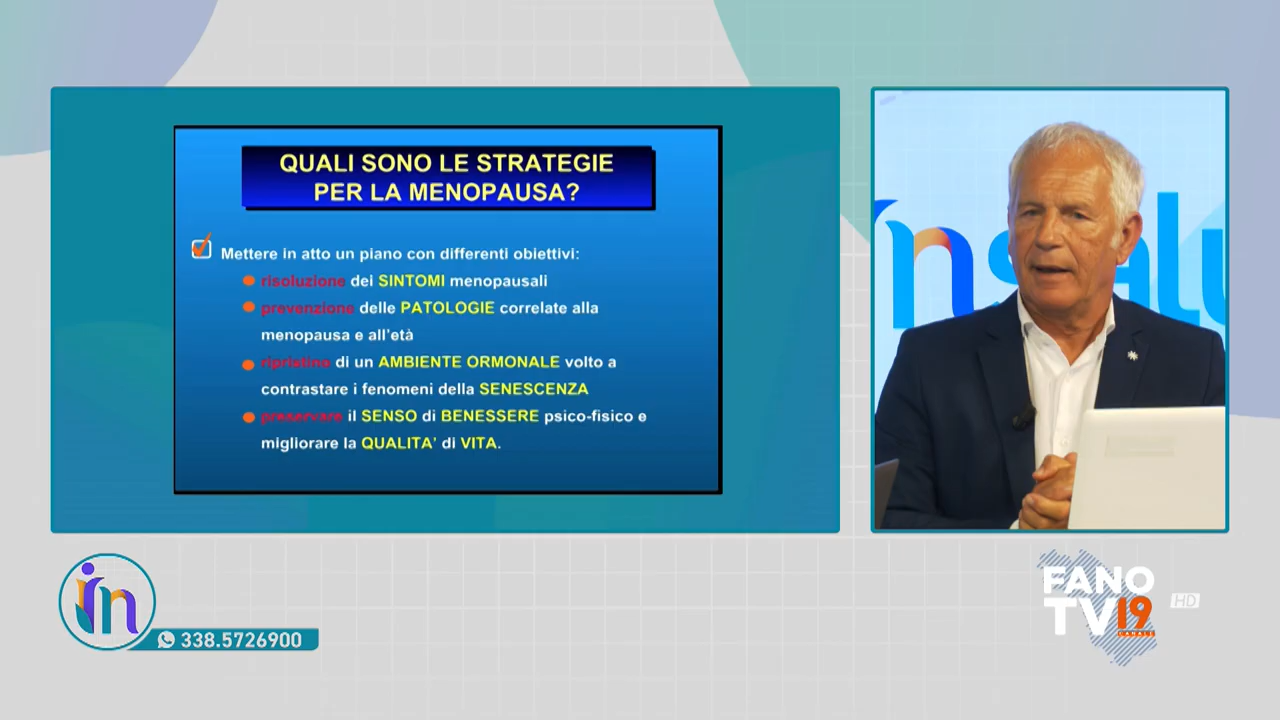 QUALI SONO LE STRATEGIE
PER LA MENOPAUSA?
Mettere in atto un piano con differenti obiettivi:
risoluzione dei SINTOMI menopausali
prevenzione delle PATOLOGIE correlate alla
menopausa e all'età
ripristino di un AMBIENTE ORMONALE volto a
contrastare i fenomeni della SENESCENZA
preservare il SENSO di BENESSERE psico-fisico e
migliorare la QUALITA' di VITA.
in
338.5726900
FANO
TV19
CANALE
HD